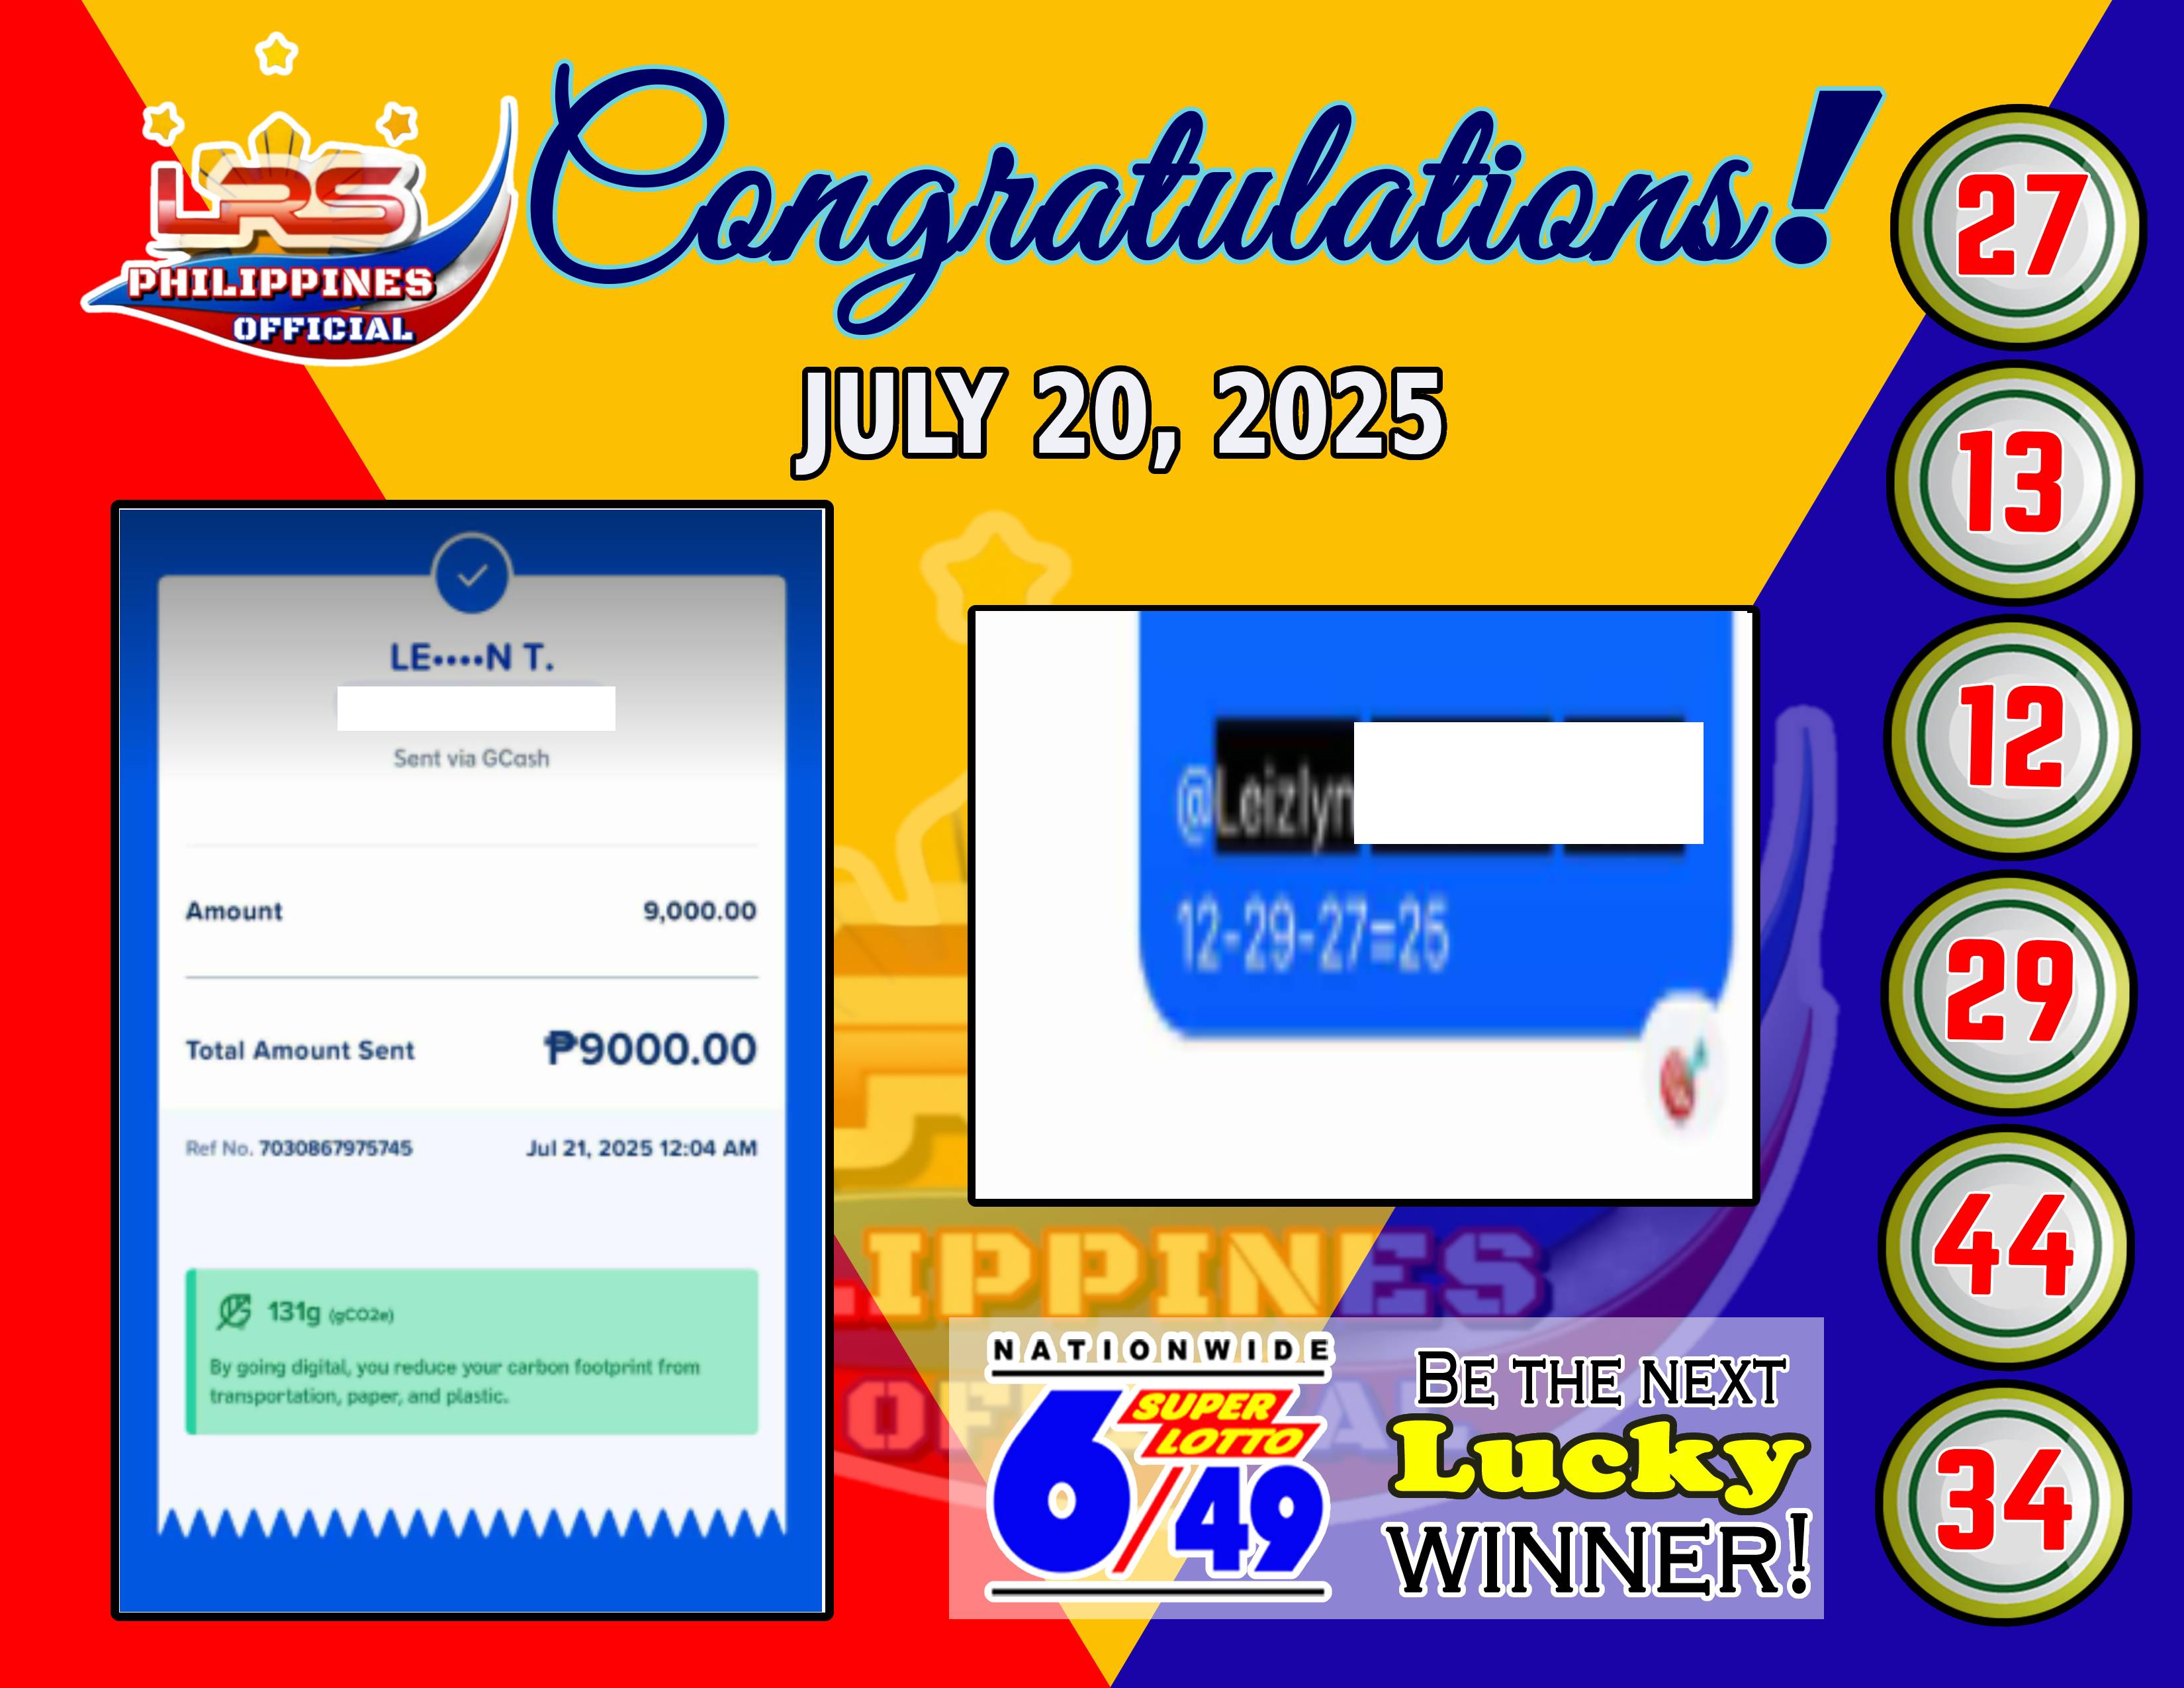 LRS
PHILIPPINES
OFFICIAL
Congratulations!
JULY 20, 2025
LE••••N T.
Sent via GCash
Amount 9,000.00
Total Amount Sent ₱9000.00
Ref No. 7030867975745 Jul 21, 2025 12:04 AM
131g (gCO2e)
By going digital, you reduce your carbon footprint from
transportation, paper, and plastic.
@Leizlyn
12-29-27=25
27
13
12
29
44
34
IPPINES
NATIONWIDE
SUPER
LOTTO
6/49
BE THE NEXT
Lucky
WINNER!